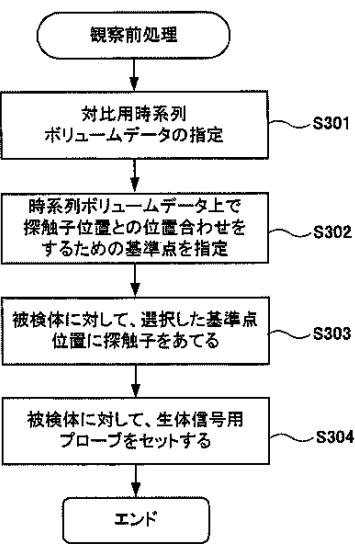 観察前処理
対比用時系列
ボリュームデータの指定
S301
時系列ボリュームデータ上で
探触子位置との位置合わせを
するための基準点を指定
S302
被検体に対して、選択した基準点
位置に探触子をあてる
S303
被検体に対して、生体信号用
プローブをセットする
S304
エンド